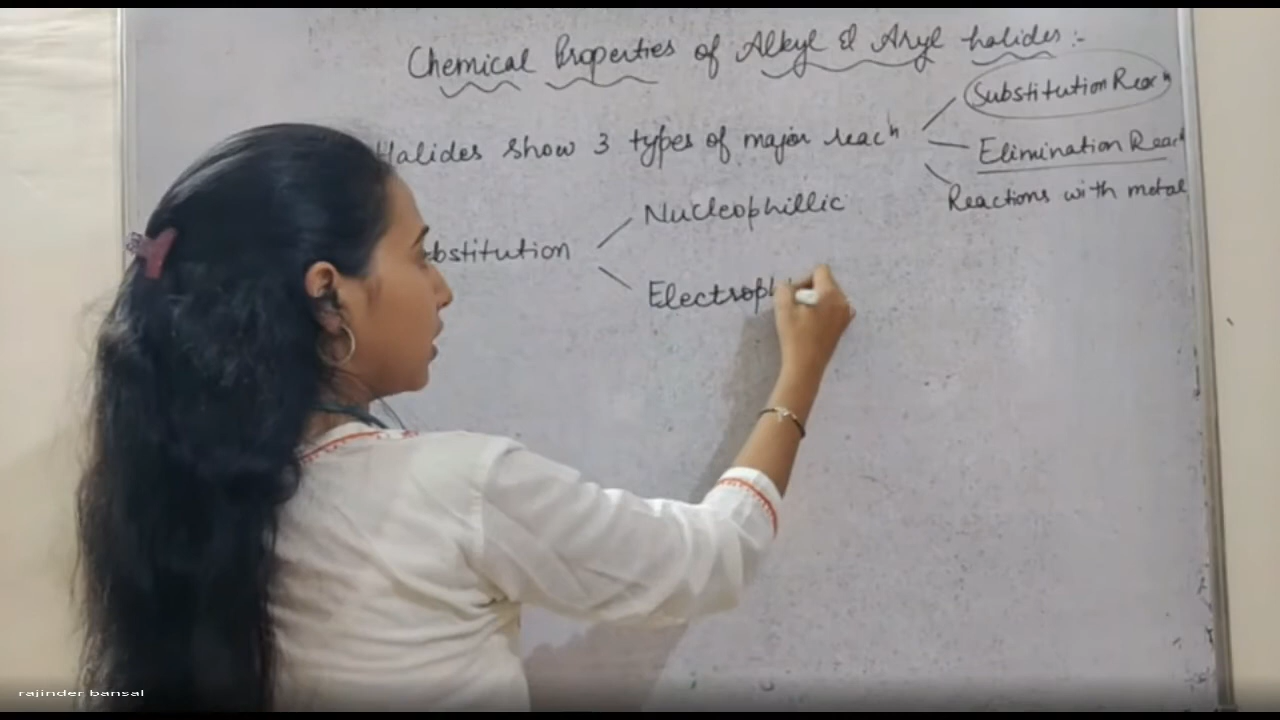 Chemical Properties of Alkyl & Aryl halides :-
Substitution Reacn
Halides show 3 types of major reacn
Elimination Reacn
Reactions with metal
Nucleophillic
bstitution
Electroph
rajinder bansal